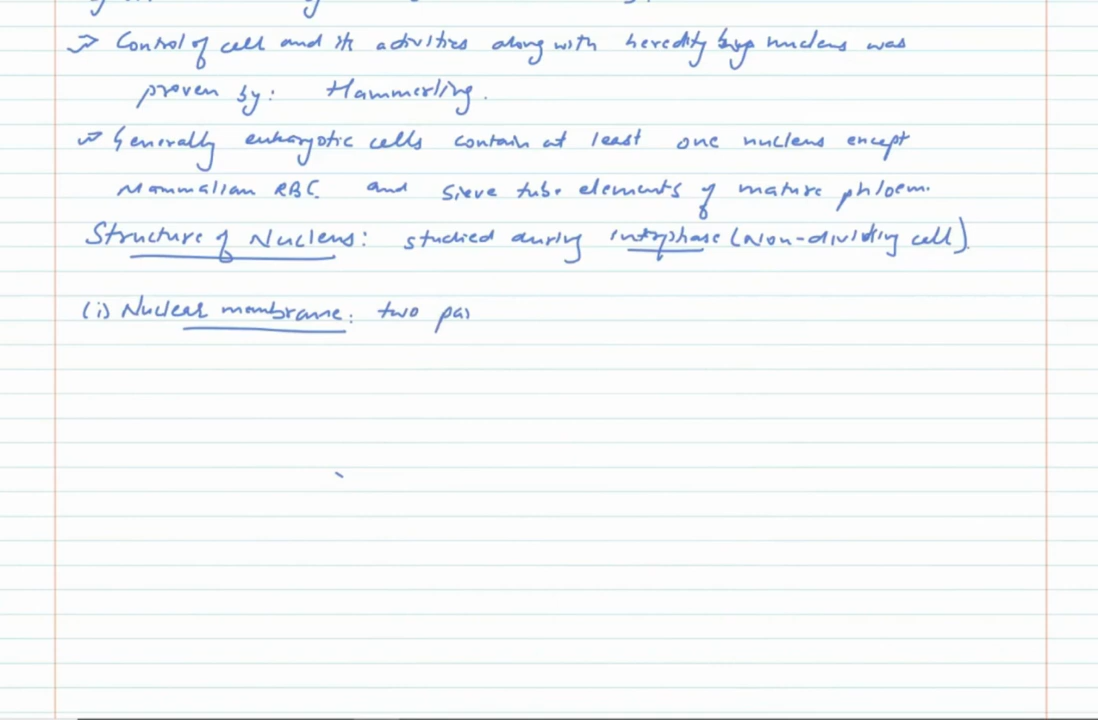 → Control of cell and its activities along with heredity by nucleus was
proven by: Hammerling.
→ Generally eukaryotic cells contain at least one nucleus except
Mammalian RBC and sieve tube elements of mature phloem.
Structure of Nucleus: studied during interphase (Non-dividing cell).
(i) Nuclear membrane: two par